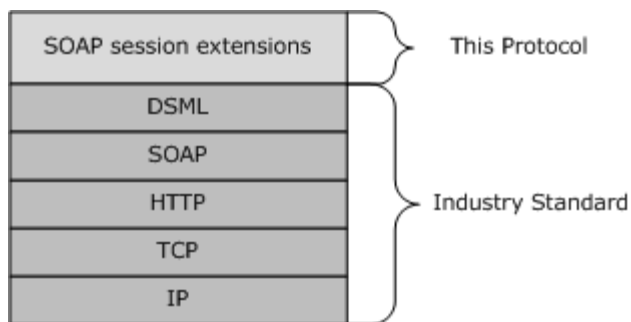 SOAP session extensions
This Protocol
DSML
SOAP
HTTP
Industry Standard
TCP
IP